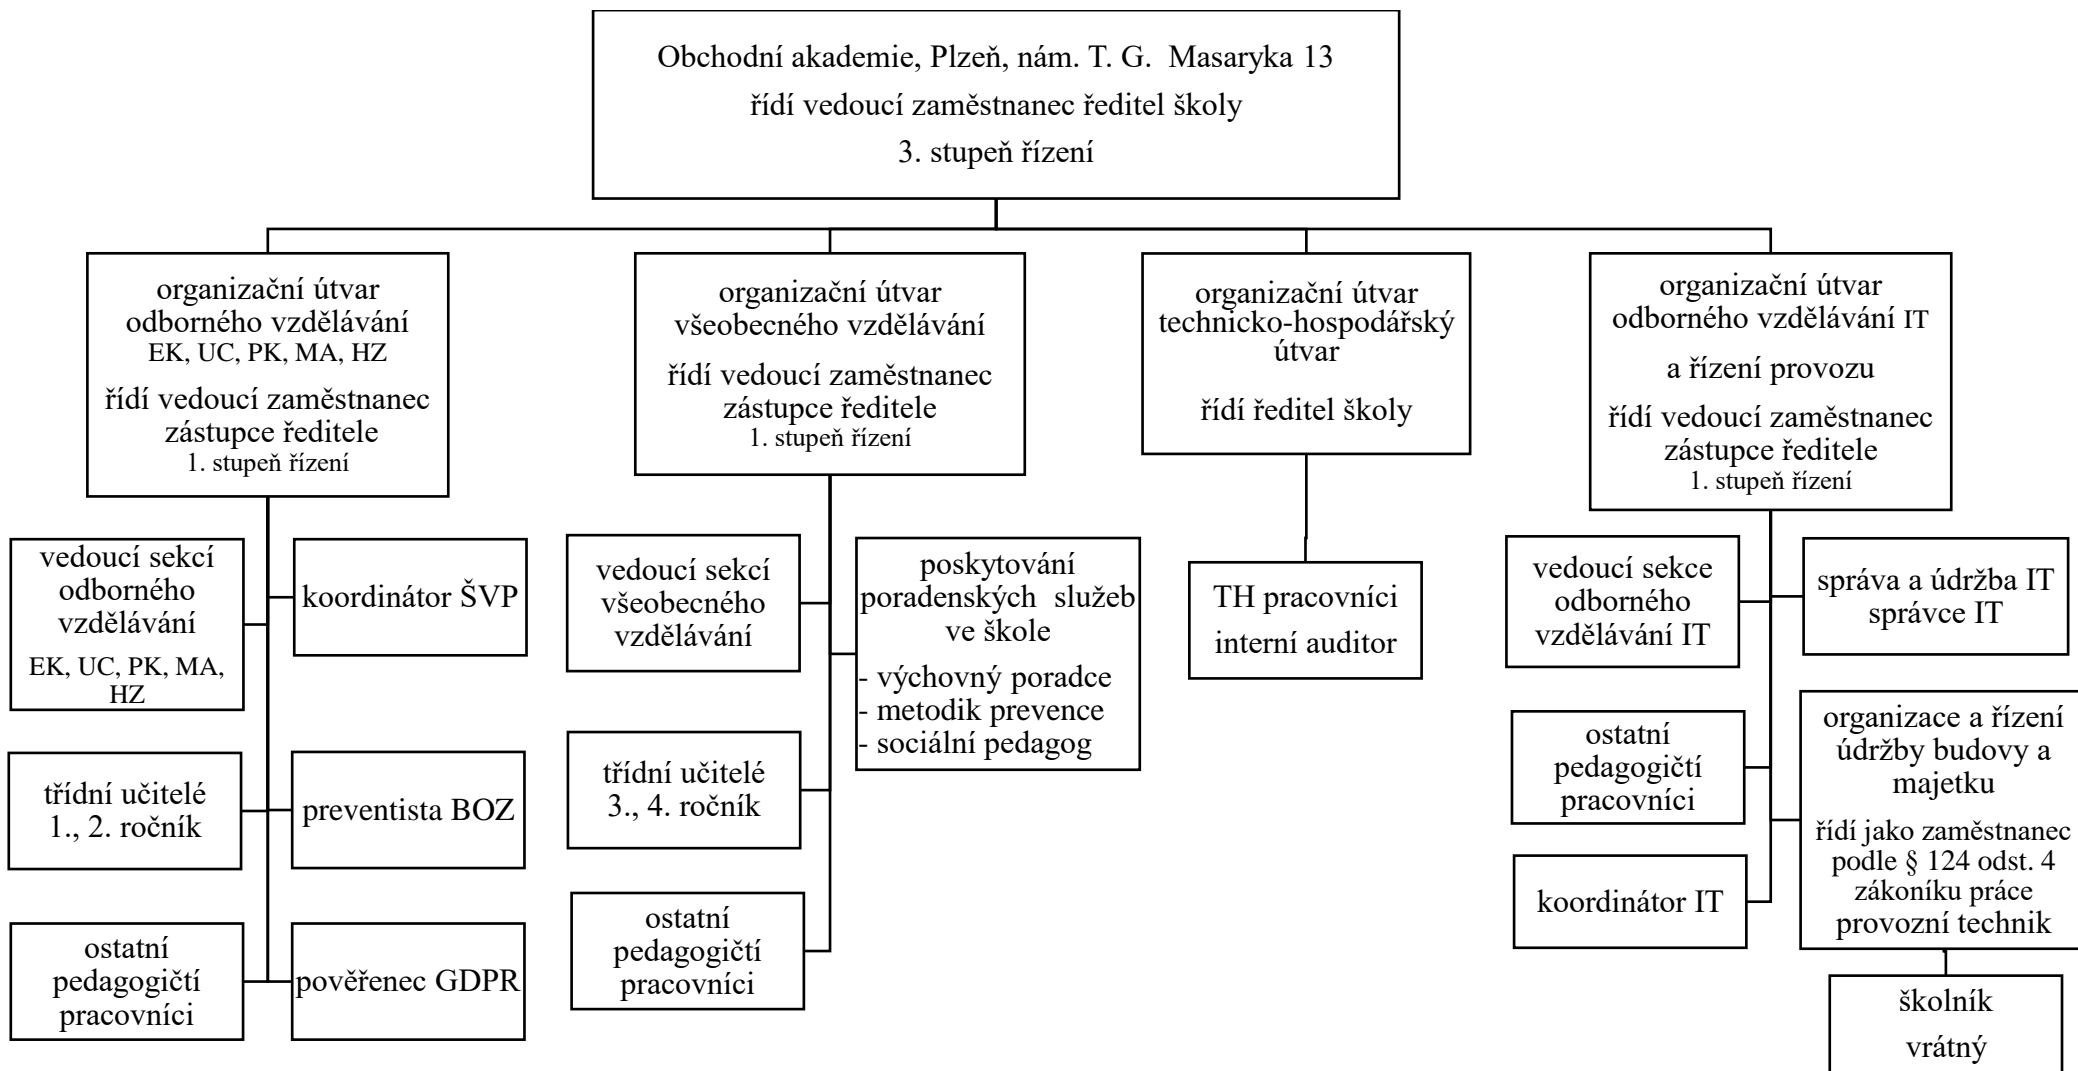 Obchodní akademie, Plzeň, nám. T. G. Masaryka 13
řídí vedoucí zaměstnanec ředitel školy
3. stupeň řízení
organizační útvar
odborného vzdělávání
EK, UC, PK, MA, HZ
řídí vedoucí zaměstnanec
zástupce ředitele
1. stupeň řízení
organizační útvar
všeobecného vzdělávání
řídí vedoucí zaměstnanec
zástupce ředitele
1. stupeň řízení
organizační útvar
technicko-hospodářský
útvar
řídí ředitel školy
organizační útvar
odborného vzdělávání IT
a řízení provozu
řídí vedoucí zaměstnanec
zástupce ředitele
1. stupeň řízení
vedoucí sekcí
odborného
vzdělávání
EK, UC, PK, MA,
HZ
koordinátor ŠVP
třídní učitelé
1., 2. ročník
preventista BOZ
ostatní
pedagogičtí
pracovníci
pověřenec GDPR
vedoucí sekcí
všeobecného
vzdělávání
poskytování
poradenských služeb
ve škole
- výchovný poradce
- metodik prevence
- sociální pedagog
třídní učitelé
3., 4. ročník
ostatní
pedagogičtí
pracovníci
TH pracovníci
interní auditor
vedoucí sekce
odborného
vzdělávání IT
správa a údržba IT
správce IT
ostatní
pedagogičtí
pracovníci
organizace a řízení
údržby budovy a
majetku
řídí jako zaměstnanec
podle § 124 odst. 4
zákoníku práce
provozní technik
koordinátor IT
školník
vrátný